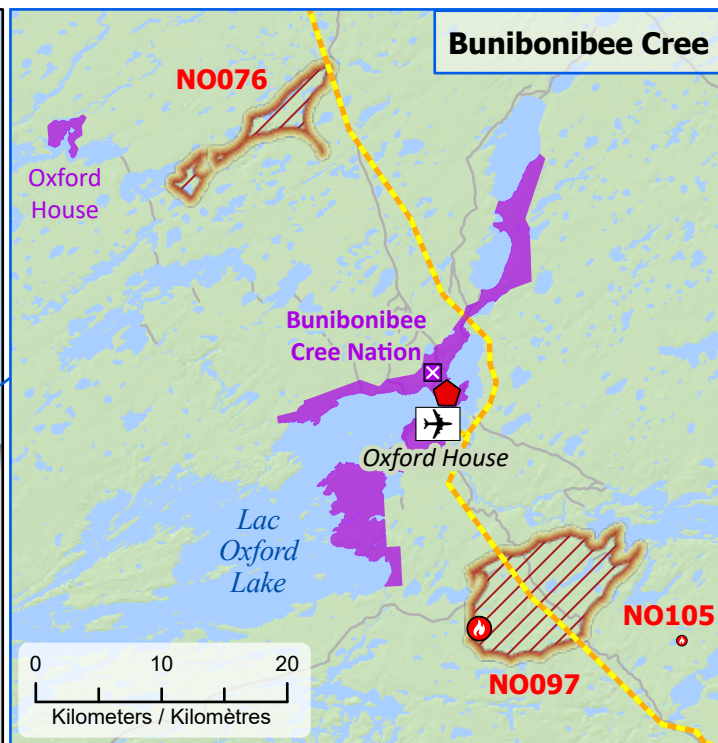 Bunibonibee Cree
NO076
Oxford
House
Bunibonibee
Cree Nation
Oxford House
Lac
Oxford
Lake
NO105
NO097
0 10 20
Kilometers / Kilomètres